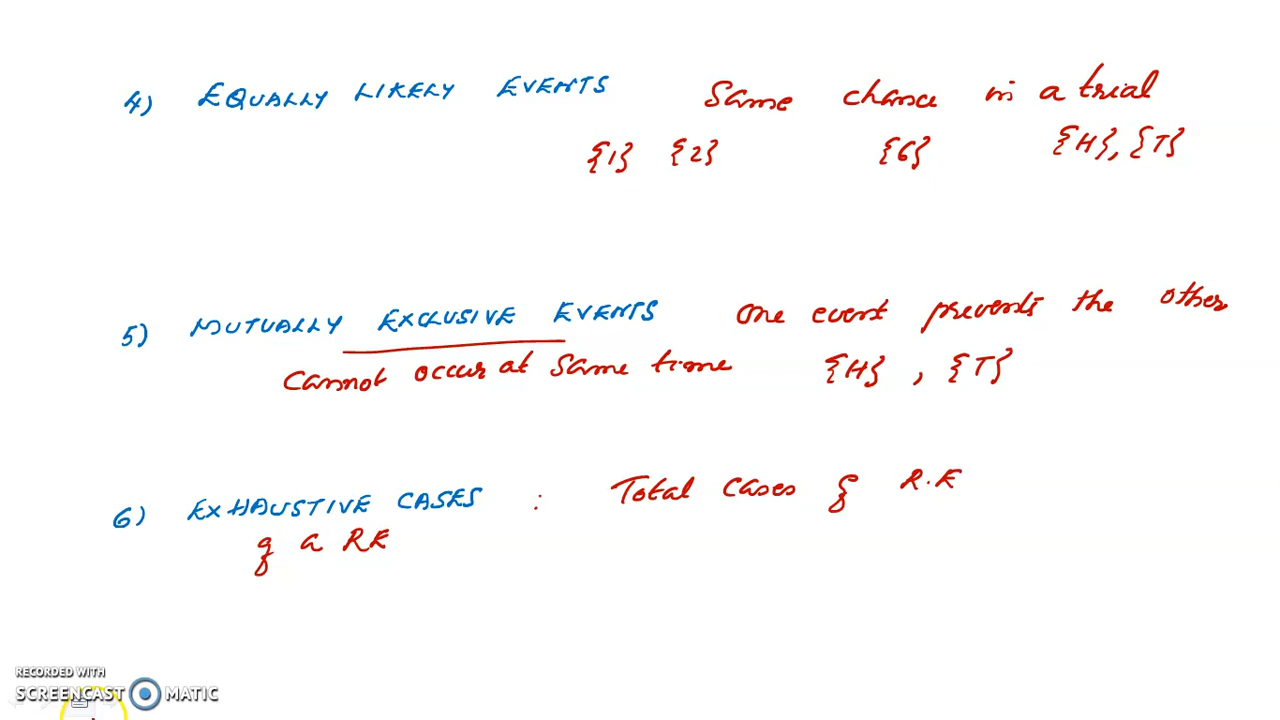 4) EQUALLY LIKELY EVENTS Same chance in a trial
{1} {2} {6} {H}, {T}
5) MUTUALLY EXCLUSIVE EVENTS One event prevents the other
Cannot occur at same time {H} , {T}
6) EXHAUSTIVE CASES : Total cases of R.E
of a RE
RECORDED WITH
SCREENCAST MATIC